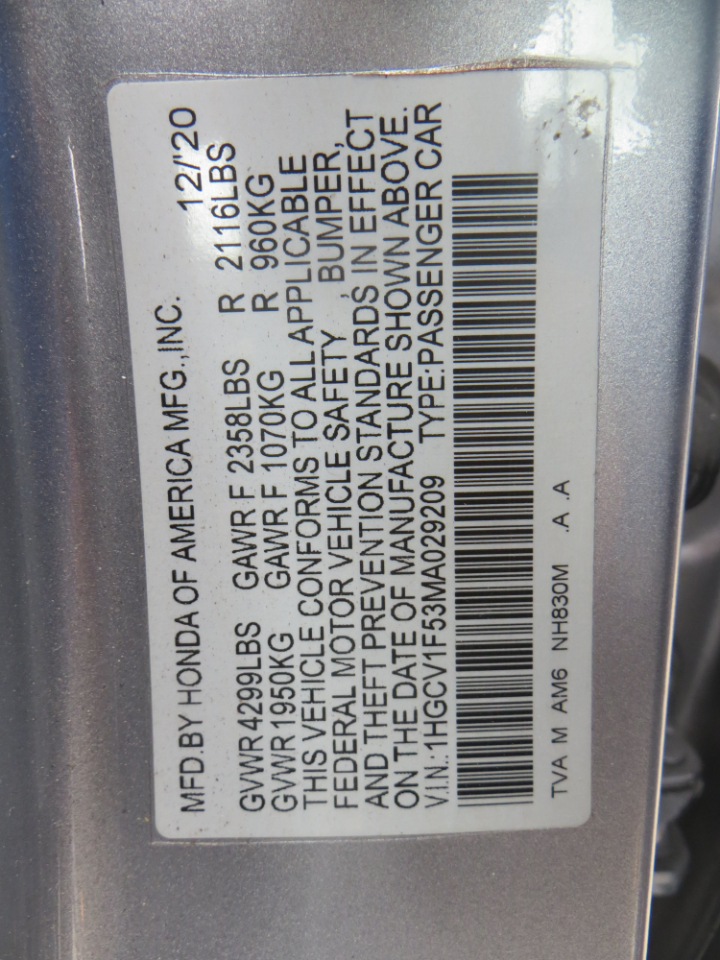 MFD.BY HONDA OF AMERICA MFG.,INC. 12/'20
GVWR 4299LBS GAWR F 2358LBS R 2116LBS
GVWR 1950KG GAWR F 1070KG R 960KG
THIS VEHICLE CONFORMS TO ALL APPLICABLE
FEDERAL MOTOR VEHICLE SAFETY , BUMPER,
AND THEFT PREVENTION STANDARDS IN EFFECT
ON THE DATE OF MANUFACTURE SHOWN ABOVE.
V.I.N.:1HGCV1F53MA029209 TYPE:PASSENGER CAR
TVA M AM6 NH830M .A .A